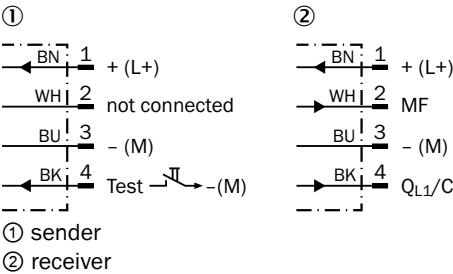 ① ②
BN 1 + (L+) BN 1 + (L+)
WH 2 not connected WH 2 MF
BU 3 – (M) BU 3 – (M)
BK 4 Test –(M) BK 4 QL1/C
① sender
② receiver